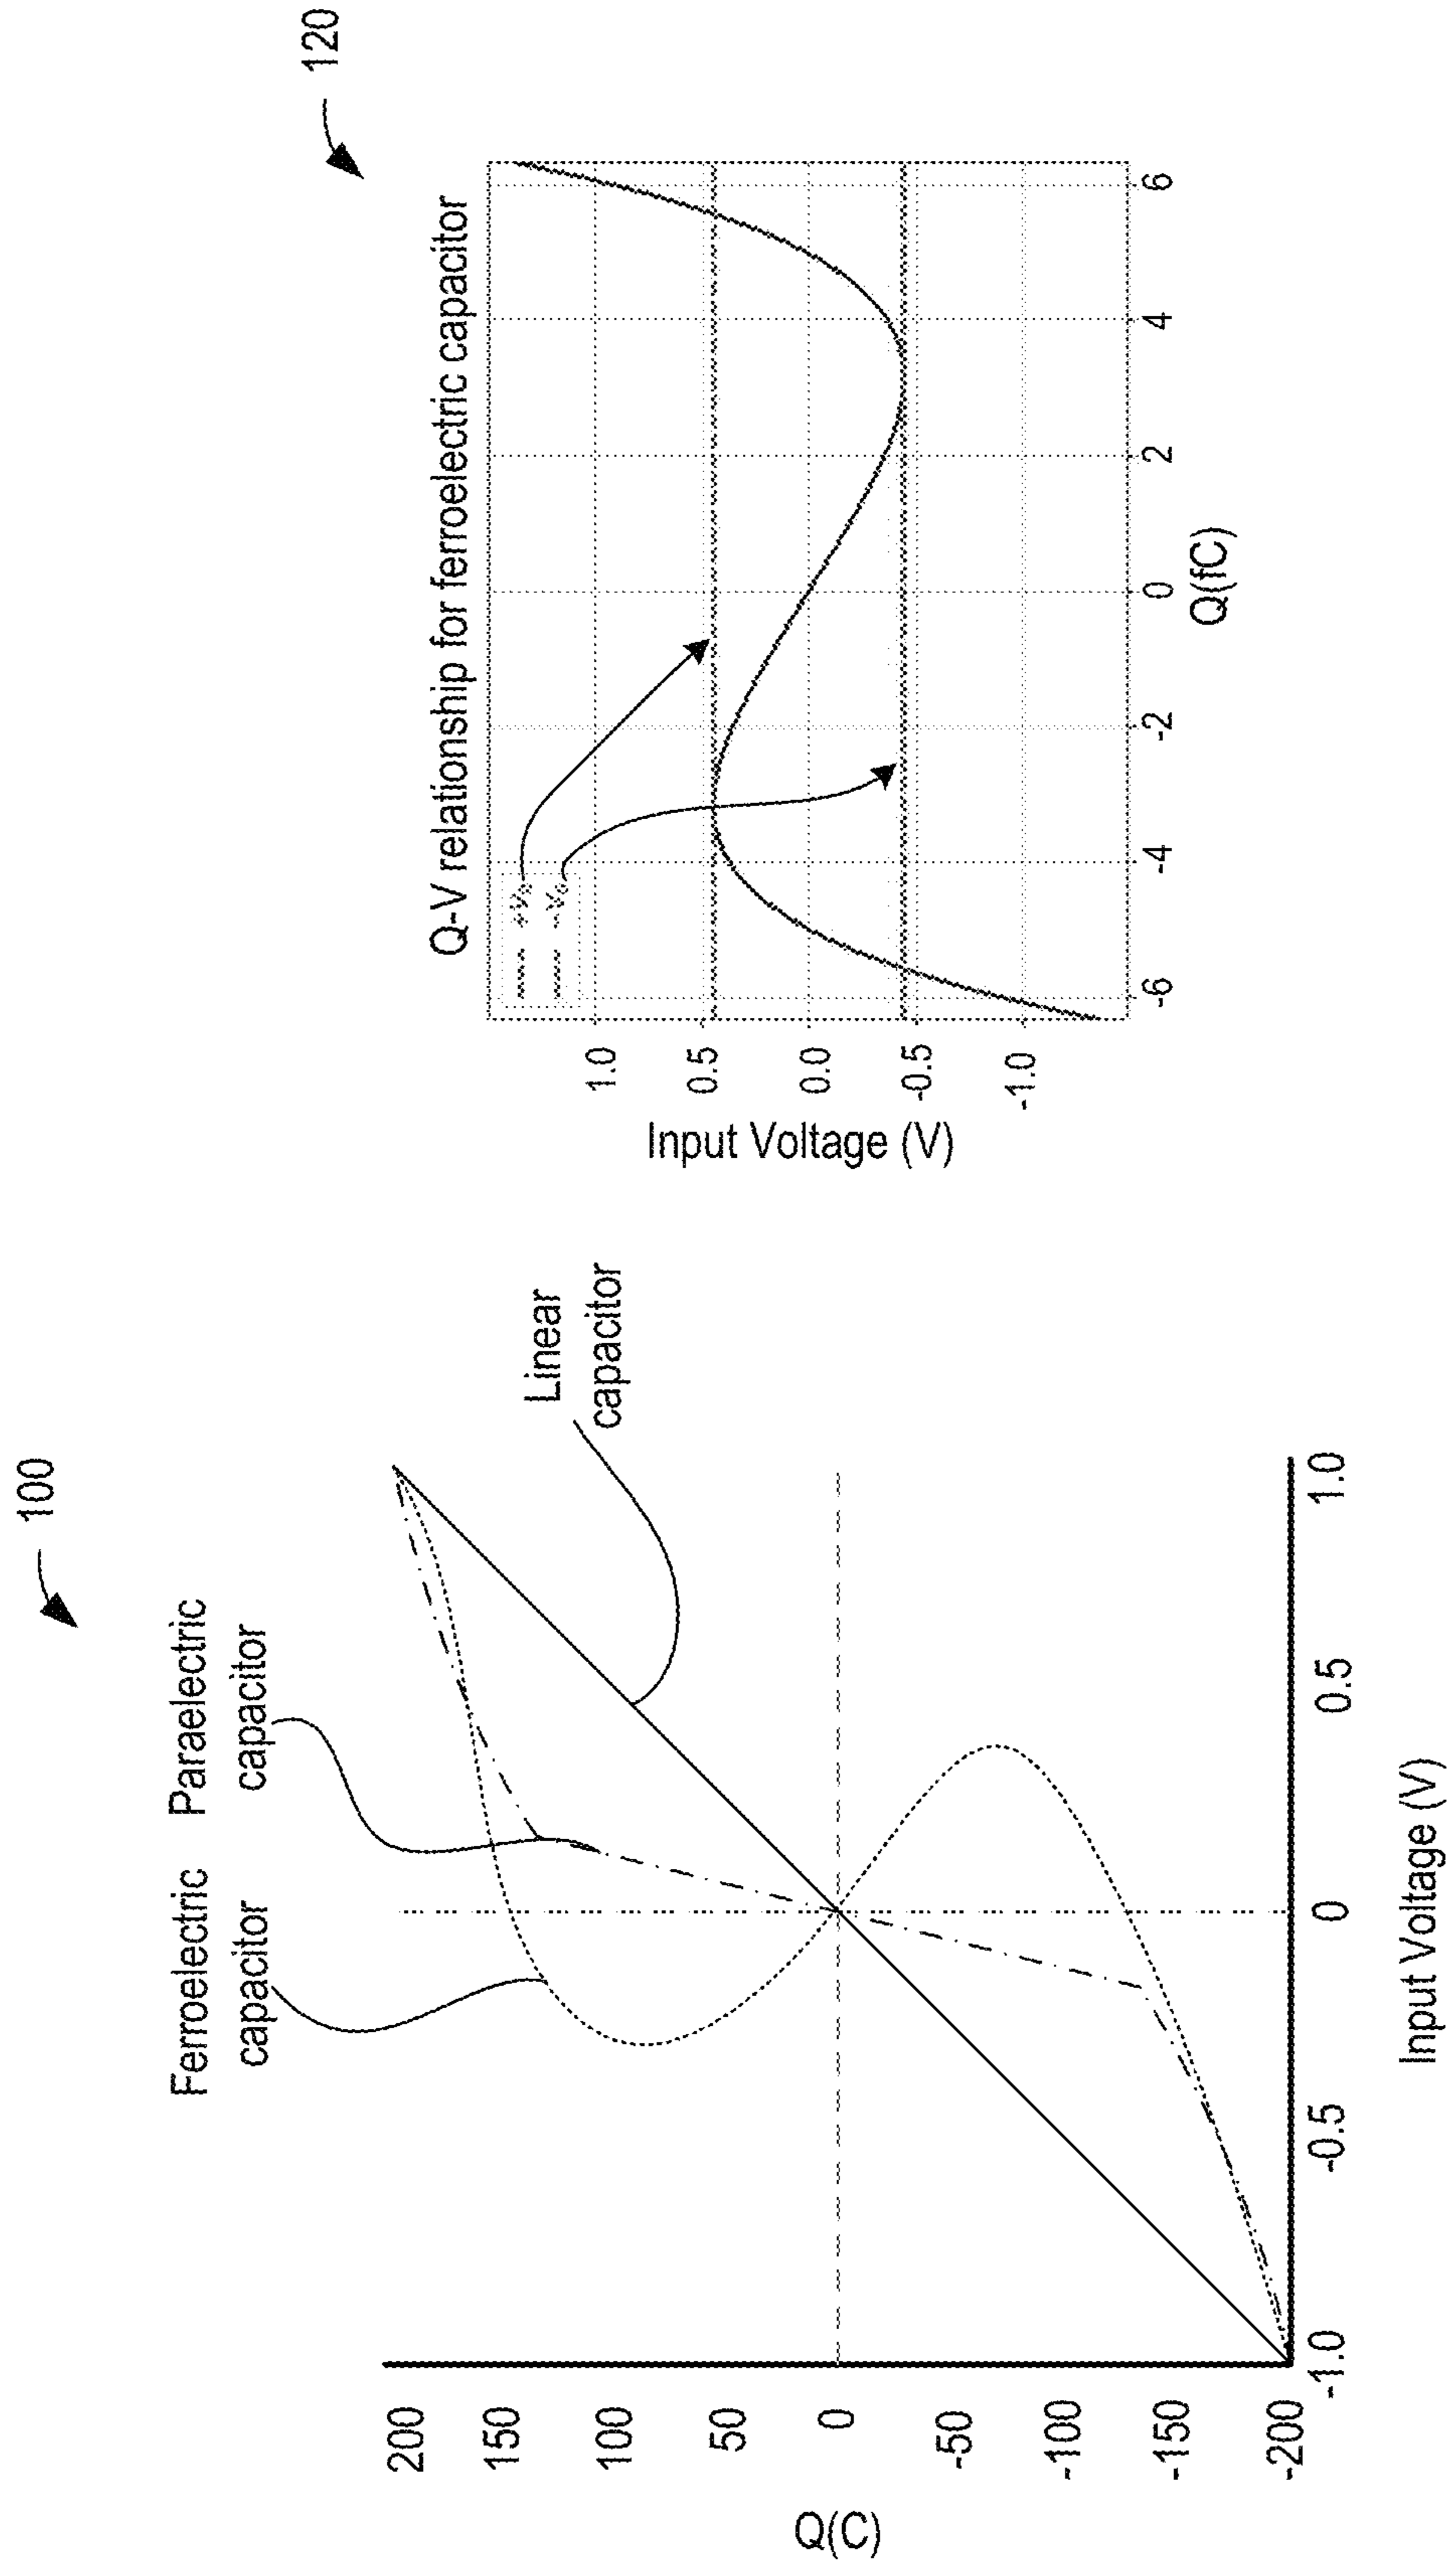 100
Ferroelectric
capacitor
Paraelectric
capacitor
Linear
capacitor
Q(C)
200
150
100
50
0
-50
-100
-150
-200
-1.0
-0.5
0
0.5
1.0
Input Voltage (V)
120
Q-V relationship for ferroelectric capacitor
Input Voltage (V)
1.0
0.5
0.0
-0.5
-1.0
-6
-4
-2
0
2
4
6
Q(fC)